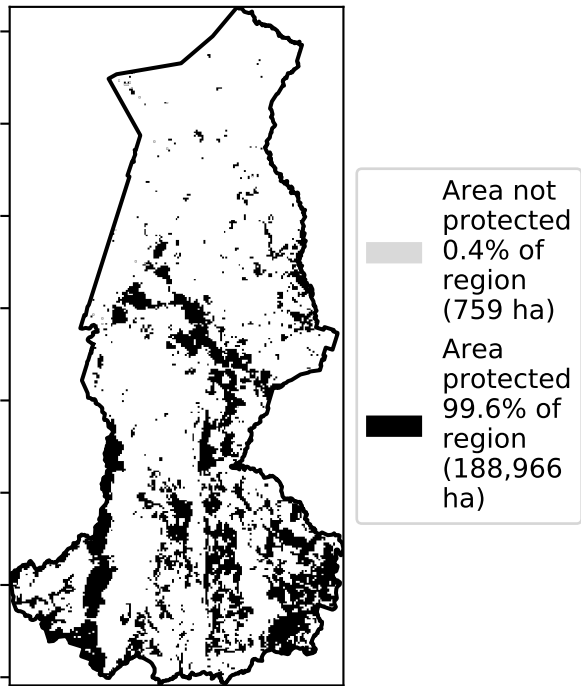 Area not
protected
0.4% of
region
(759 ha)
Area
protected
99.6% of
region
(188,966
ha)